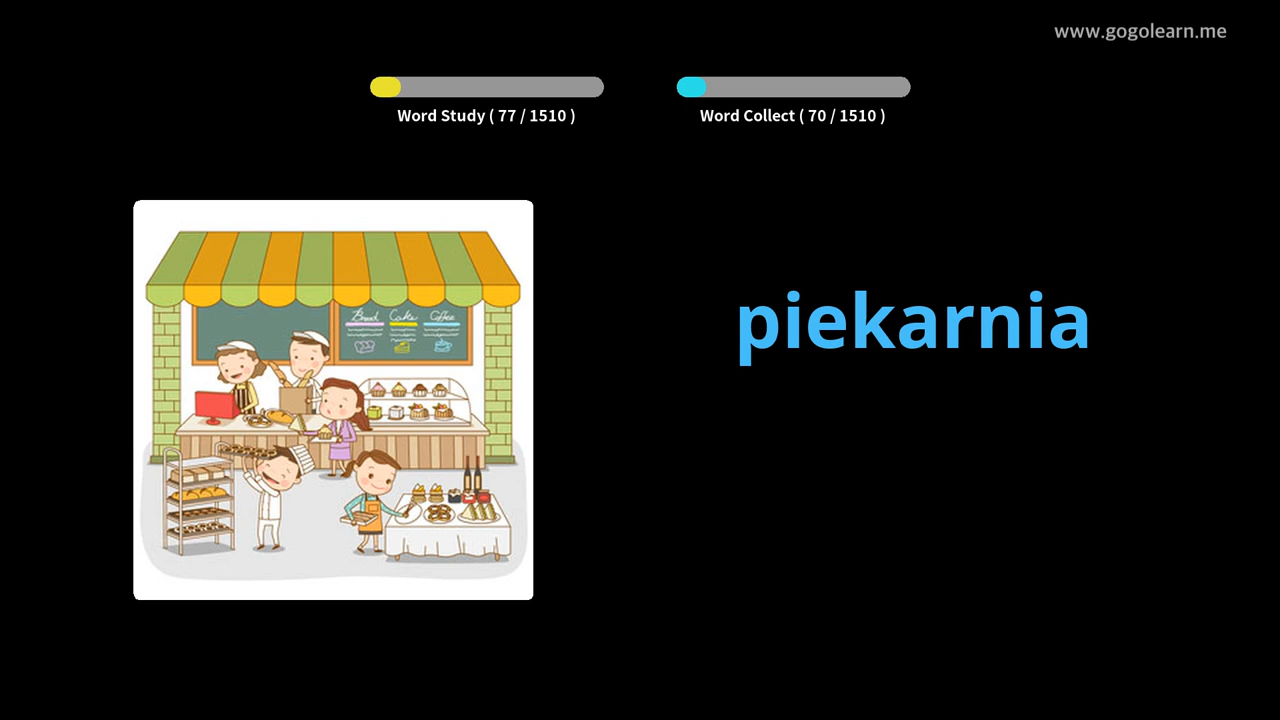 www.gogolearn.me
Word Study ( 77 / 1510 )
Word Collect ( 70 / 1510 )
Bread Cake Coffee
piekarnia